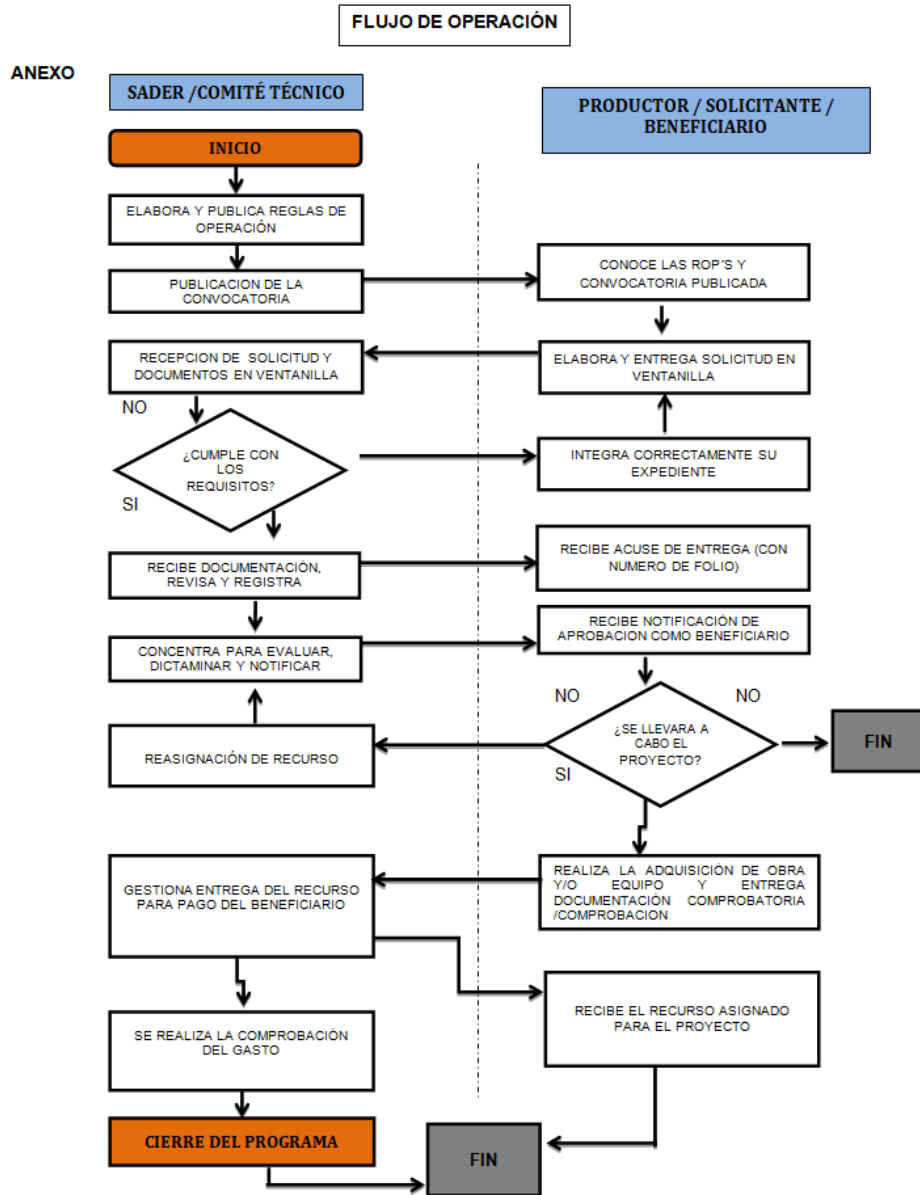 FLUJO DE OPERACIÓN
ANEXO
SADER /COMITÉ TÉCNICO
PRODUCTOR / SOLICITANTE /
BENEFICIARIO
INICIO
ELABORA Y PUBLICA REGLAS DE
OPERACIÓN
PUBLICACION DE LA
CONVOCATORIA
CONOCE LAS ROP´S Y
CONVOCATORIA PUBLICADA
RECEPCION DE SOLICITUD Y
DOCUMENTOS EN VENTANILLA
ELABORA Y ENTREGA SOLICITUD EN
VENTANILLA
NO
¿CUMPLE CON
LOS
REQUISITOS?
SI
INTEGRA CORRECTAMENTE SU
EXPEDIENTE
RECIBE DOCUMENTACIÓN,
REVISA Y REGISTRA
RECIBE ACUSE DE ENTREGA (CON
NUMERO DE FOLIO)
CONCENTRA PARA EVALUAR,
DICTAMINAR Y NOTIFICAR
RECIBE NOTIFICACIÓN DE
APROBACION COMO BENEFICIARIO
NO
NO
¿SE LLEVARA A
CABO EL
PROYECTO?
SI
FIN
REASIGNACIÓN DE RECURSO
GESTIONA ENTREGA DEL RECURSO
PARA PAGO DEL BENEFICIARIO
REALIZA LA ADQUISICIÓN DE OBRA
Y/O EQUIPO Y ENTREGA
DOCUMENTACIÓN COMPROBATORIA
/COMPROBACION
SE REALIZA LA COMPROBACIÓN
DEL GASTO
RECIBE EL RECURSO ASIGNADO
PARA EL PROYECTO
CIERRE DEL PROGRAMA
FIN